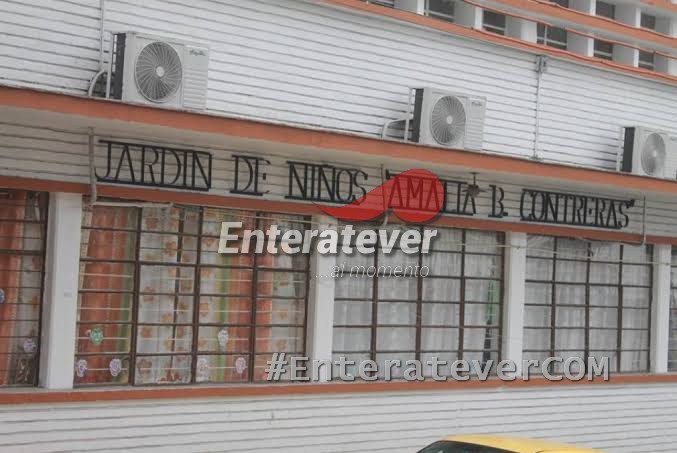 JARDIN DE NIÑOS "AMALIA B. CONTRERAS"
Enteratever
...al momento
#EnterateverCOM